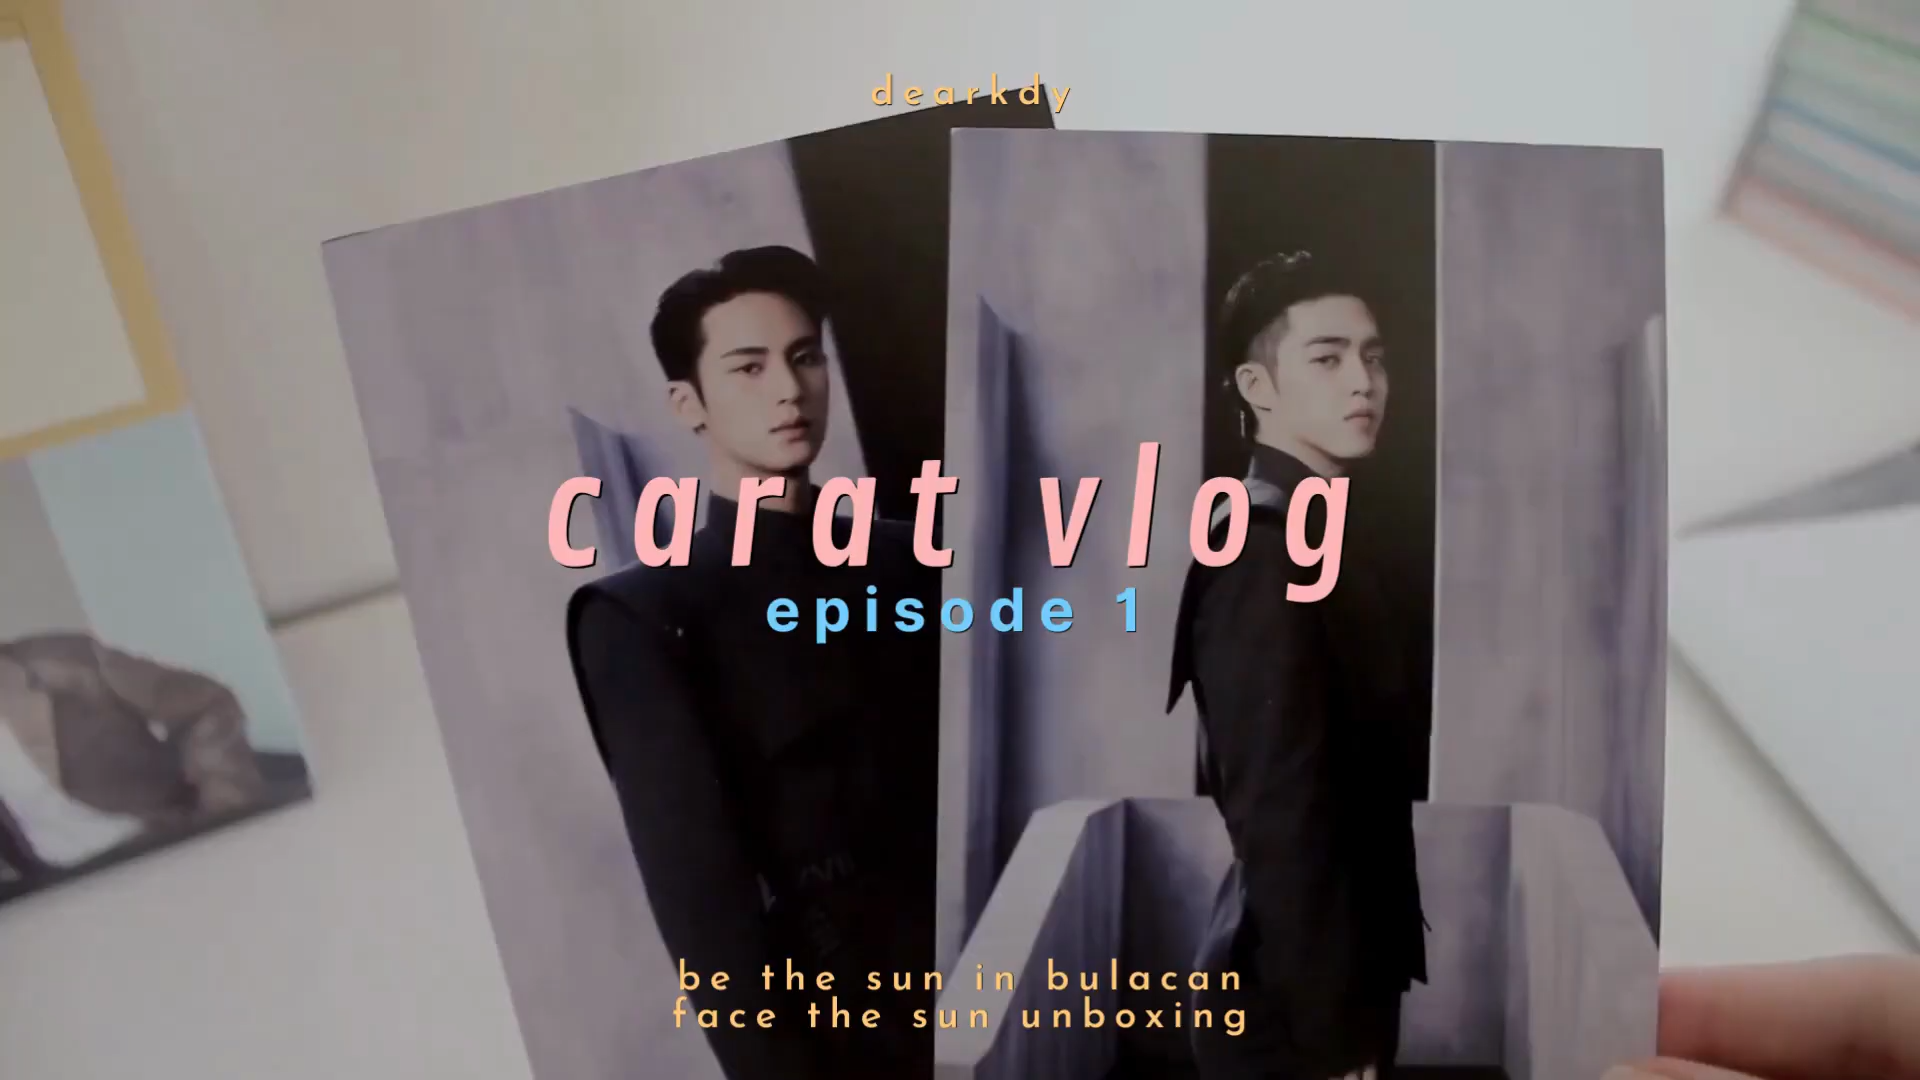 dearkdy
carat vlog
episode 1
be the sun in bulacan
face the sun unboxing